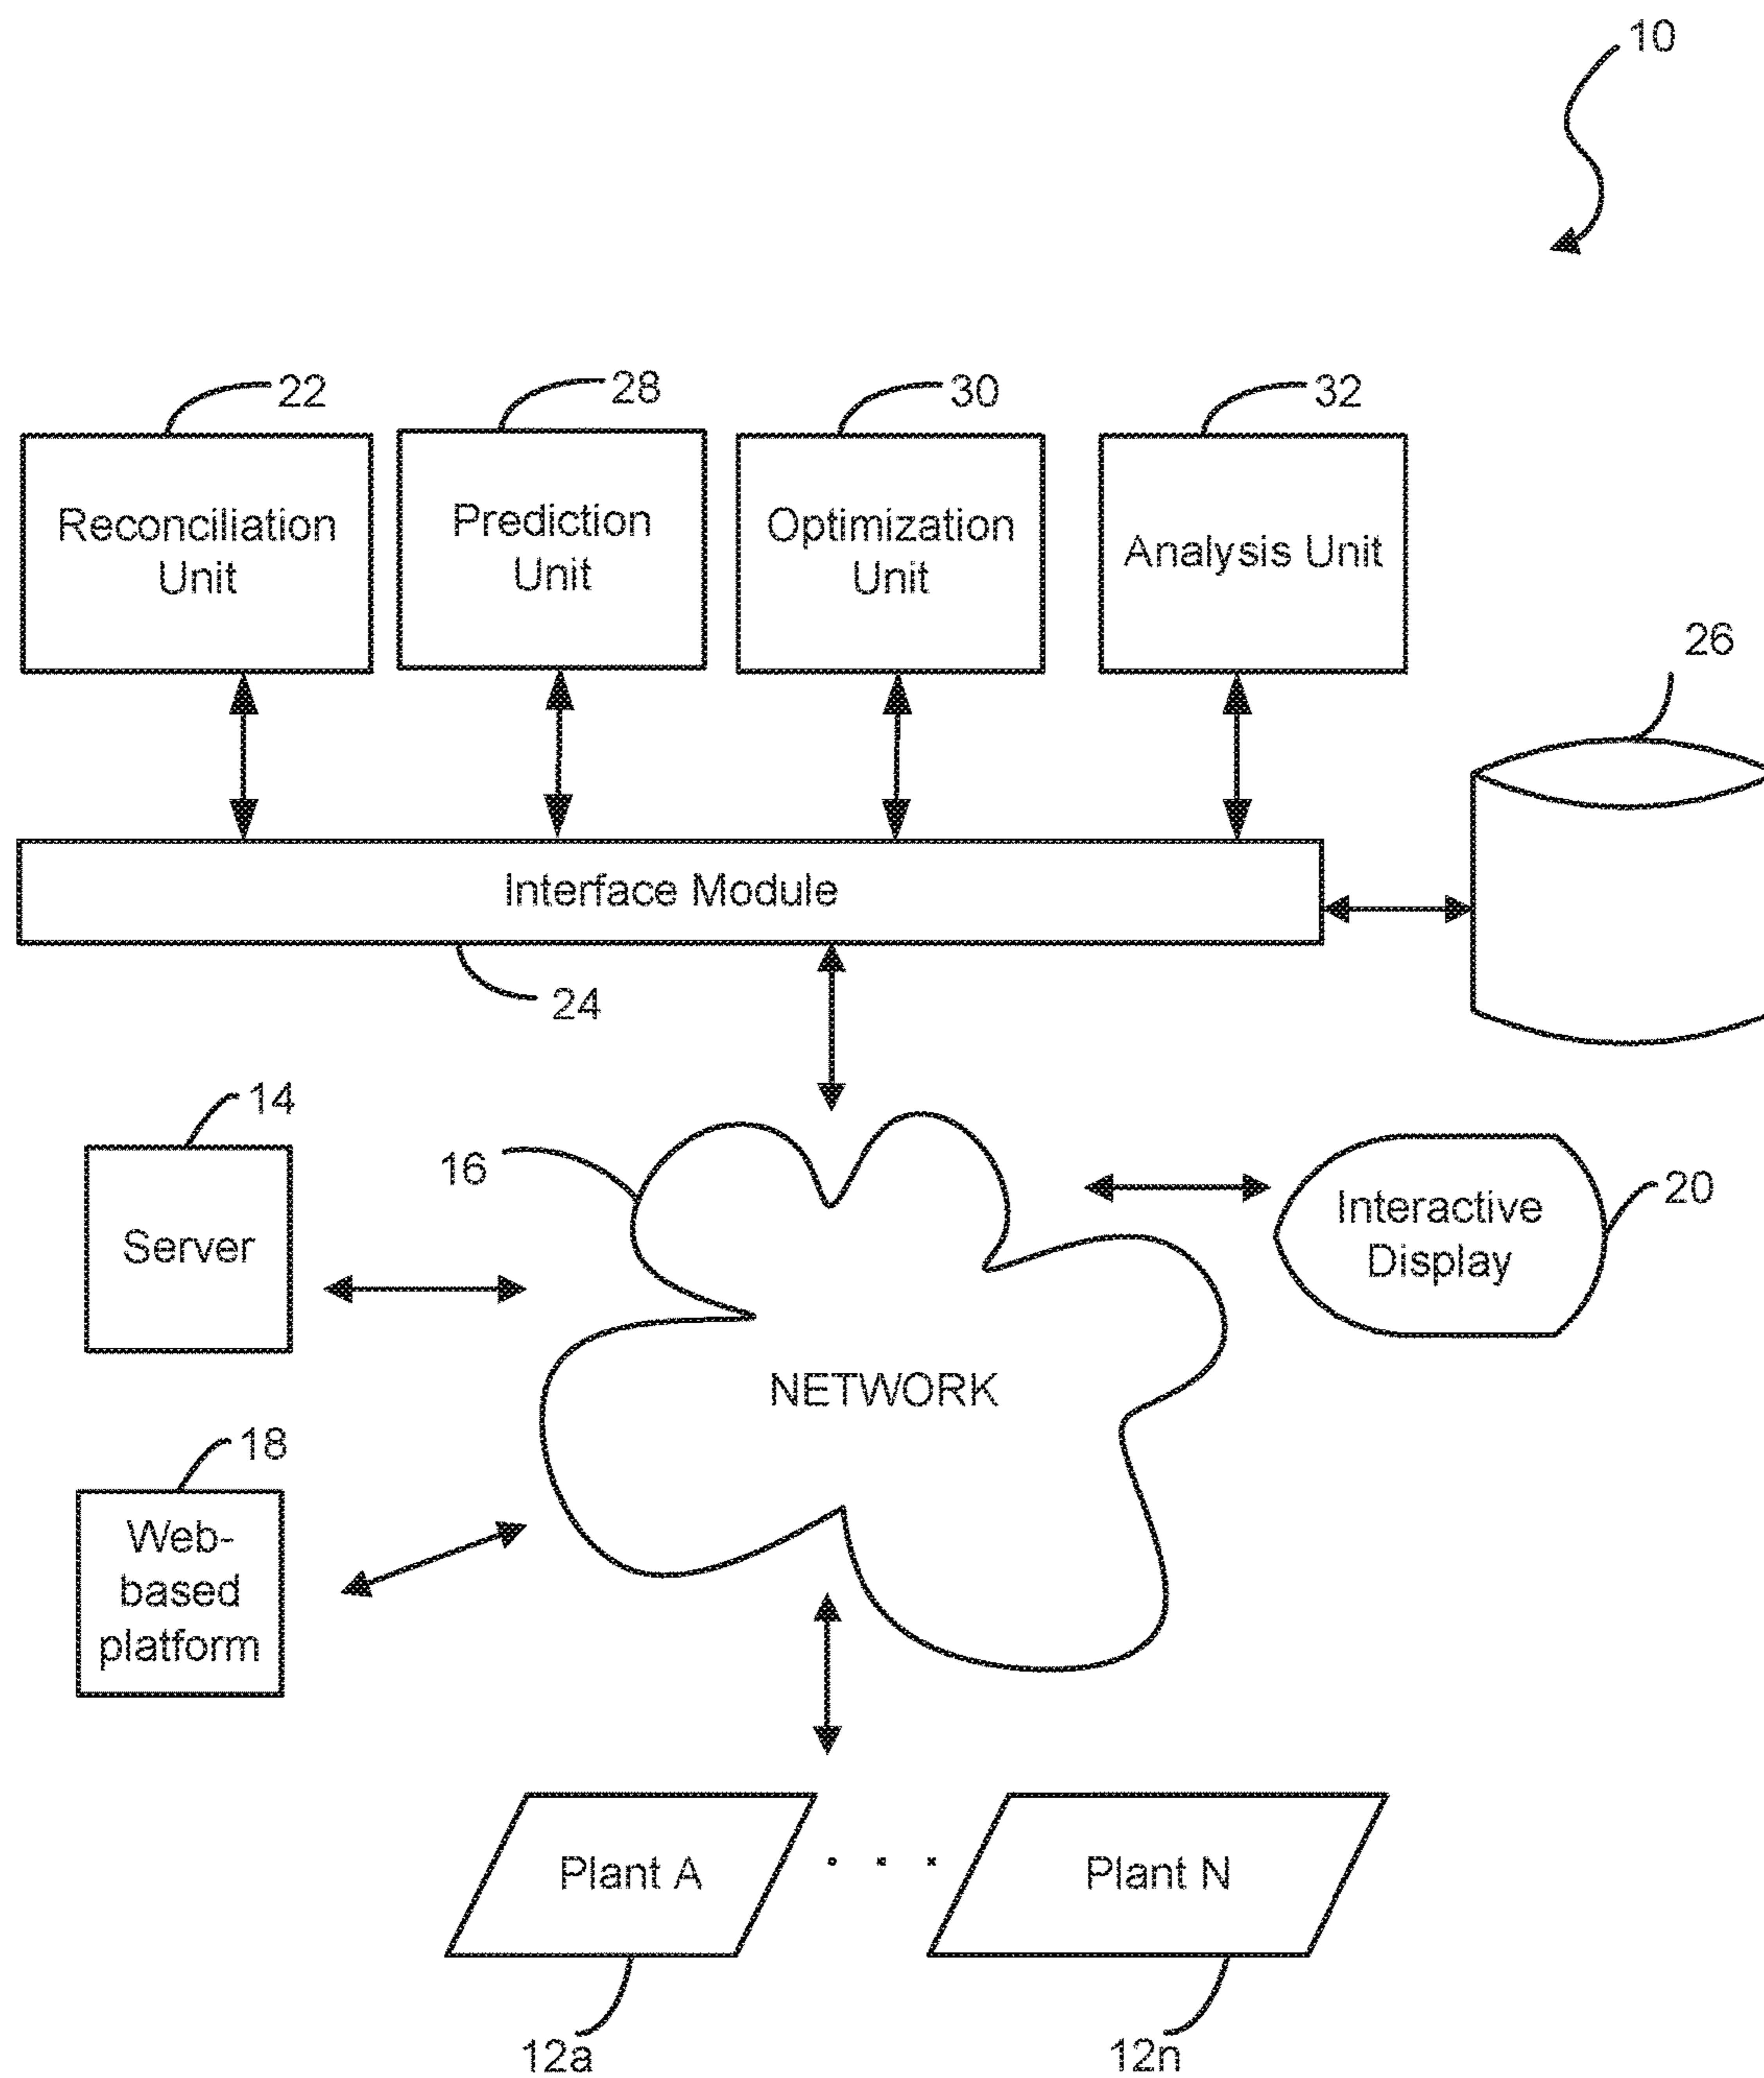 10
22
28
30
32
Reconciliation
Unit
Prediction
Unit
Optimization
Unit
Analysis Unit
26
Interface Module
24
14
16
Server
Interactive
Display
20
NETWORK
18
Web-
based
platform
Plant A
Plant N
12a
12n